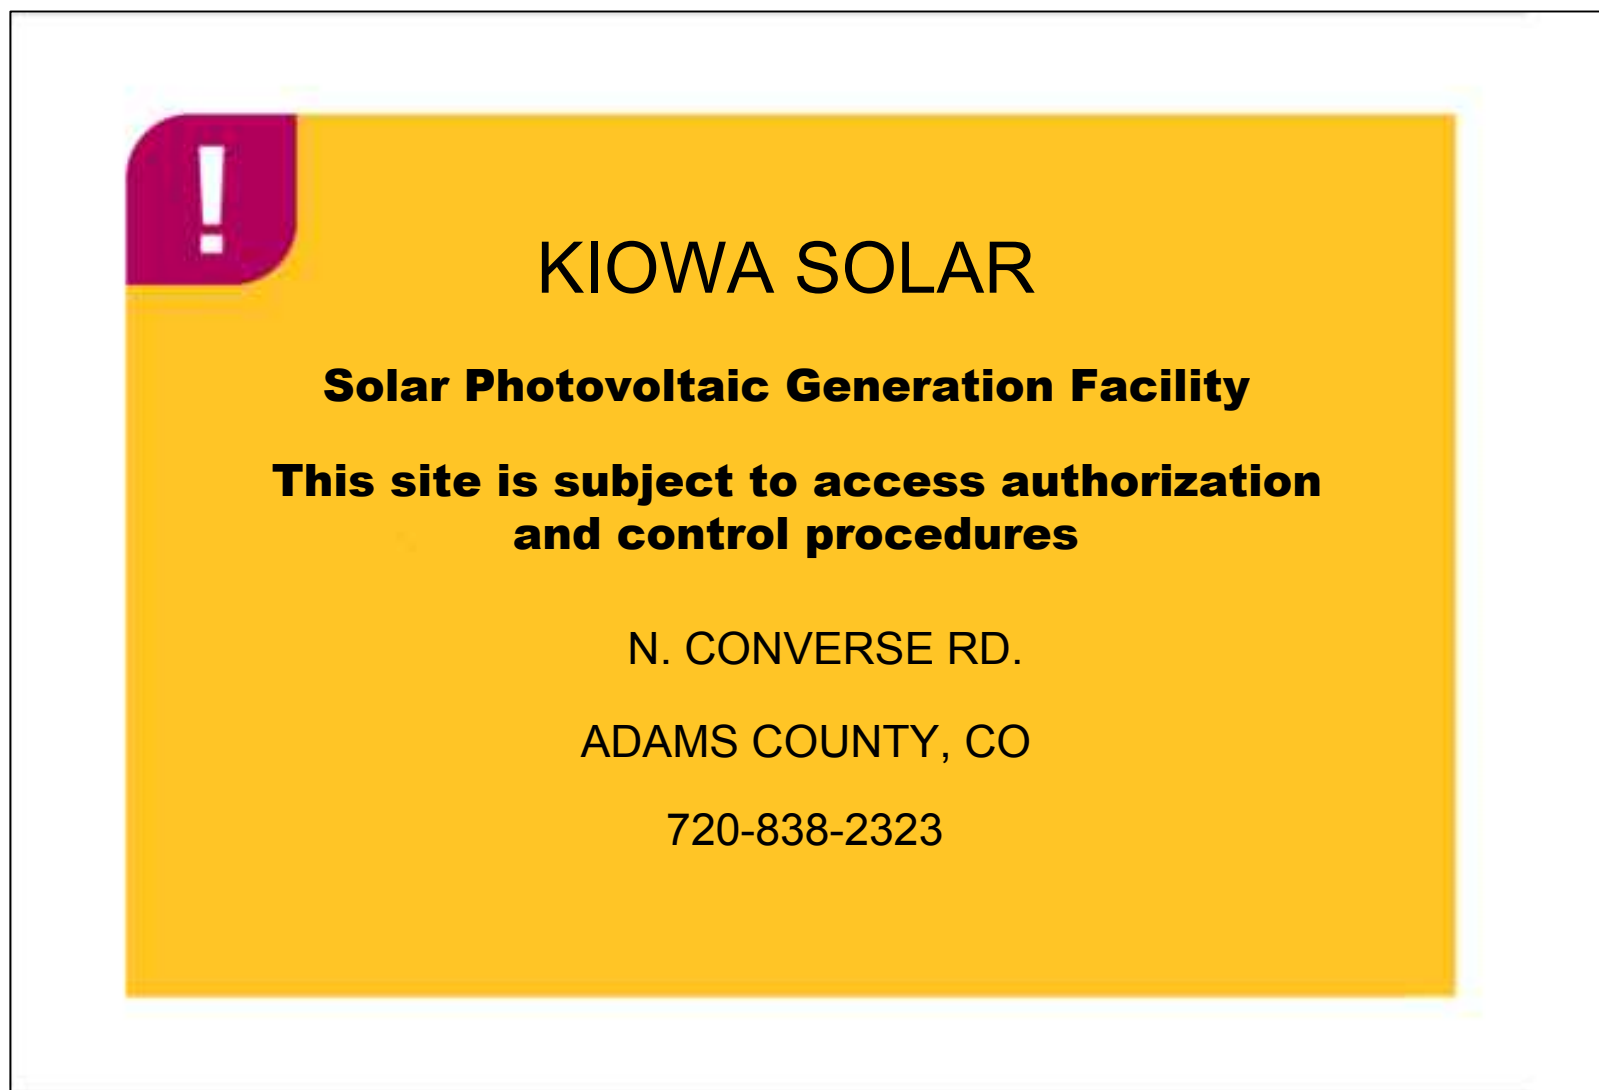 !
KIOWA SOLAR
Solar Photovoltaic Generation Facility
This site is subject to access authorization
and control procedures
N. CONVERSE RD.
ADAMS COUNTY, CO
720-838-2323